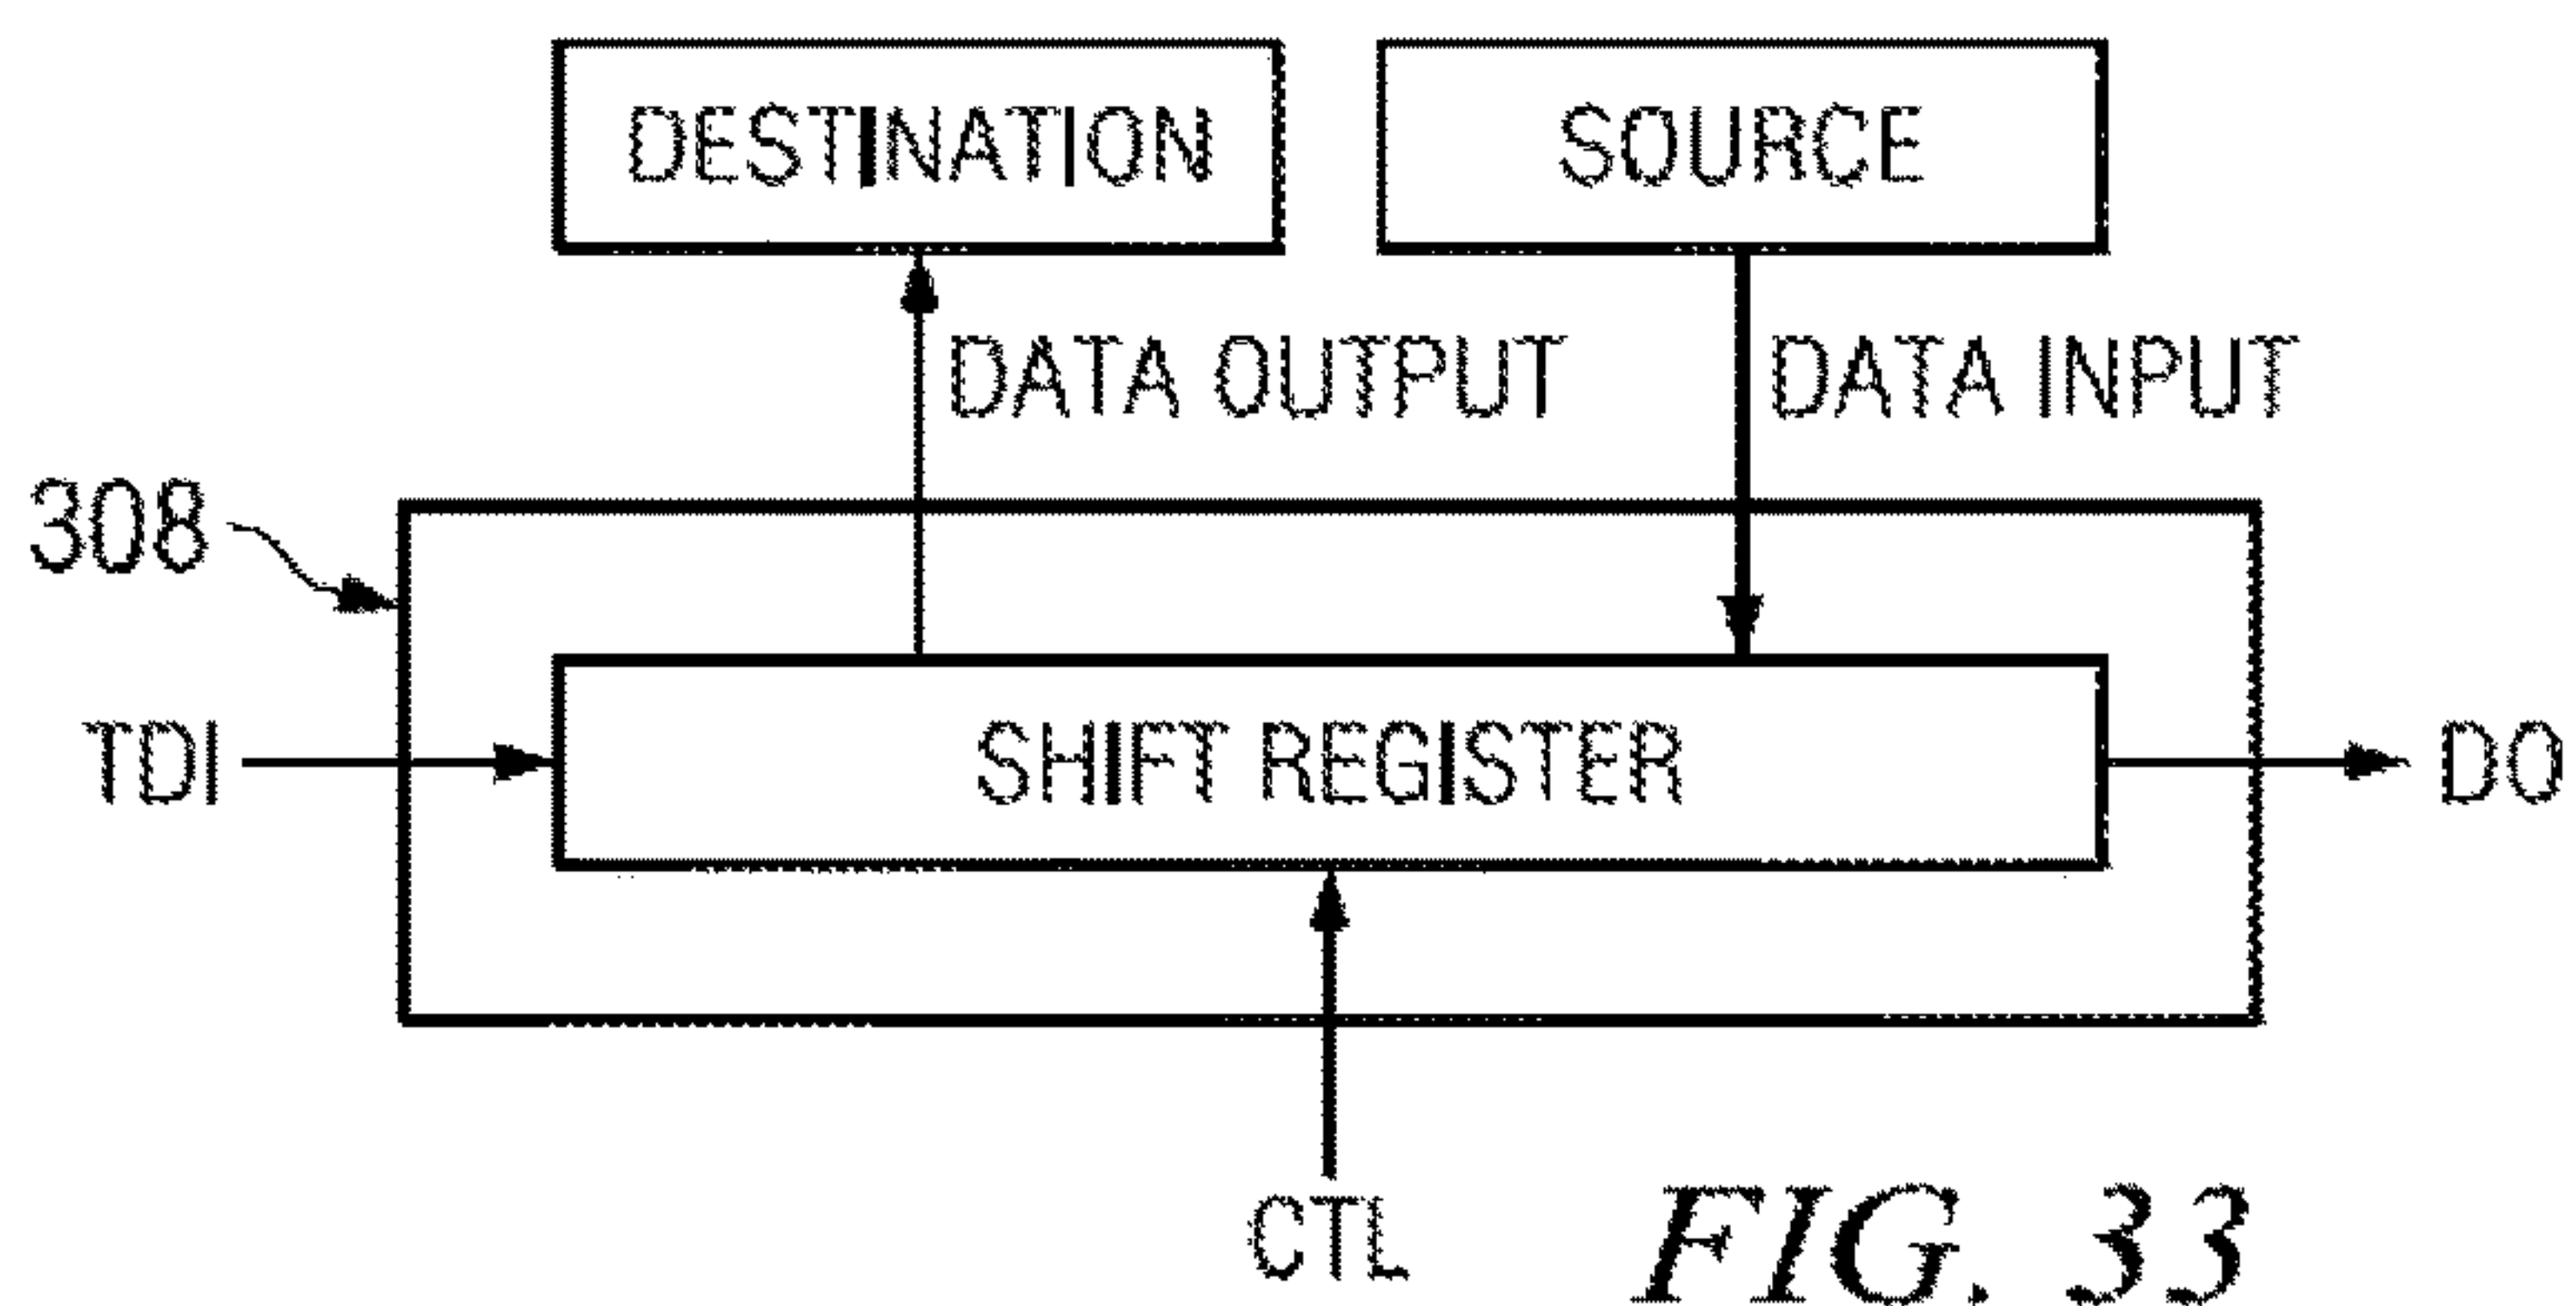 DESTINATION
SOURCE
DATA OUTPUT
DATA INPUT
308
TDI
SHIFT REGISTER
DO
CTL
FIG. 33